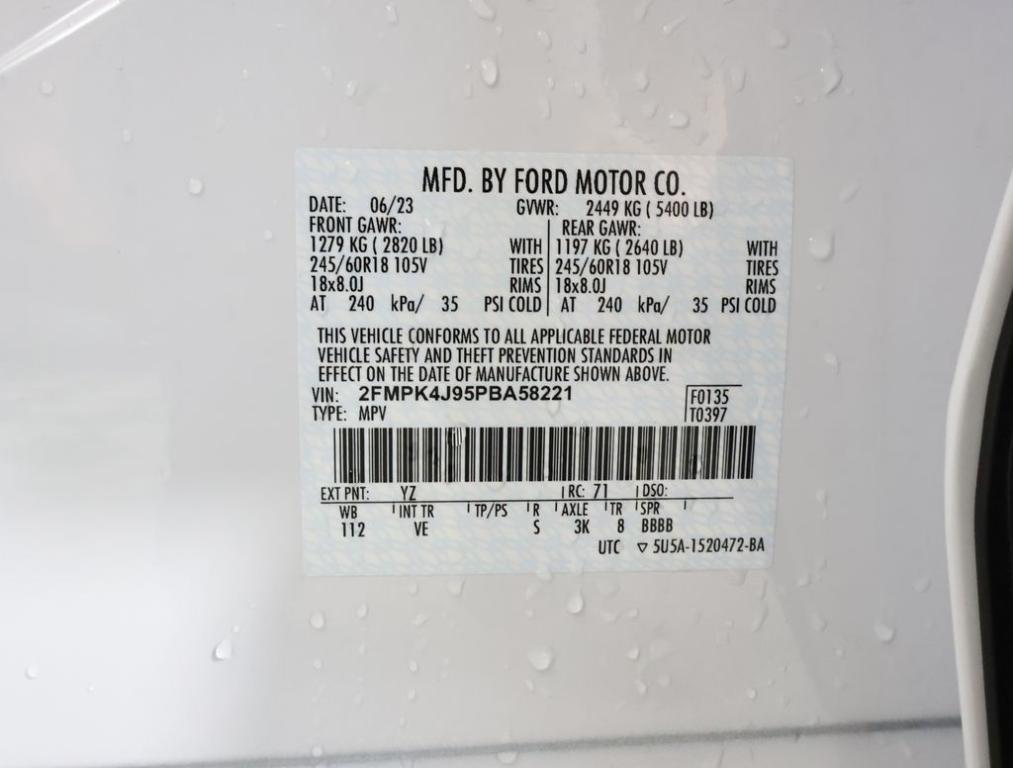 MFD. BY FORD MOTOR CO.
DATE: 06/23 GVWR: 2449 KG ( 5400 LB)
FRONT GAWR: REAR GAWR:
1279 KG ( 2820 LB) WITH 1197 KG ( 2640 LB) WITH
245/60R18 105V TIRES 245/60R18 105V TIRES
18x8.0J RIMS 18x8.0J RIMS
AT 240 kPa/ 35 PSI COLD AT 240 kPa/ 35 PSI COLD
THIS VEHICLE CONFORMS TO ALL APPLICABLE FEDERAL MOTOR
VEHICLE SAFETY AND THEFT PREVENTION STANDARDS IN
EFFECT ON THE DATE OF MANUFACTURE SHOWN ABOVE.
VIN: 2FMPK4J95PBA58221 F0135
TYPE: MPV T0397
EXT PNT: YZ RC: 71 DSO:
WB INT TR TP/PS R AXLE TR SPR
112 VE S 3K 8 BBBB
UTC ▽ 5U5A-1520472-BA